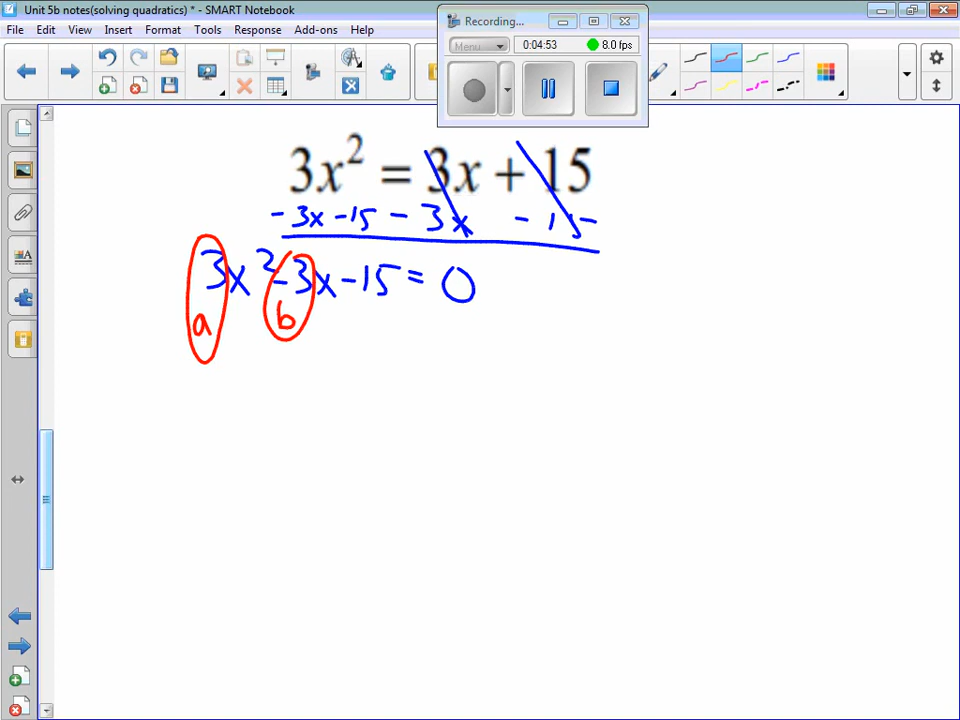 Unit 5b notes(solving quadratics) * - SMART Notebook
Recording...
File Edit View Insert Format Tools Response Add-ons Help
Menu 0:04:53 8.0 fps
3x² = 3x + 15
-3x -15 - 3x - 15
3x² -3x -15 = 0
a b